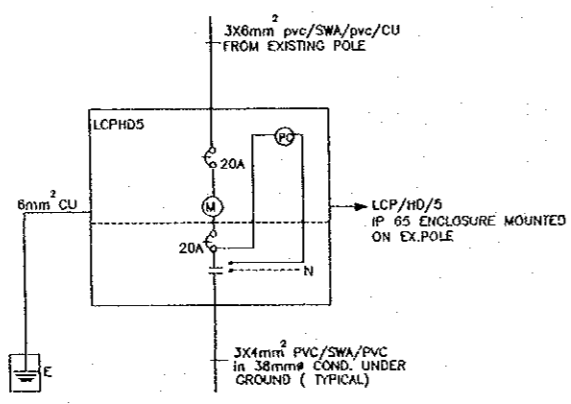 3X6mm² pvc/SWA/pvc/CU
FROM EXISTING POLE
LCPHD5
PC
20A
6mm² CU
M
LCP/HD/5
IP 65 ENCLOSURE MOUNTED
ON EX.POLE
20A
N
E
3X4mm² PVC/SWA/PVC
in 38mmø COND. UNDER
GROUND ( TYPICAL)